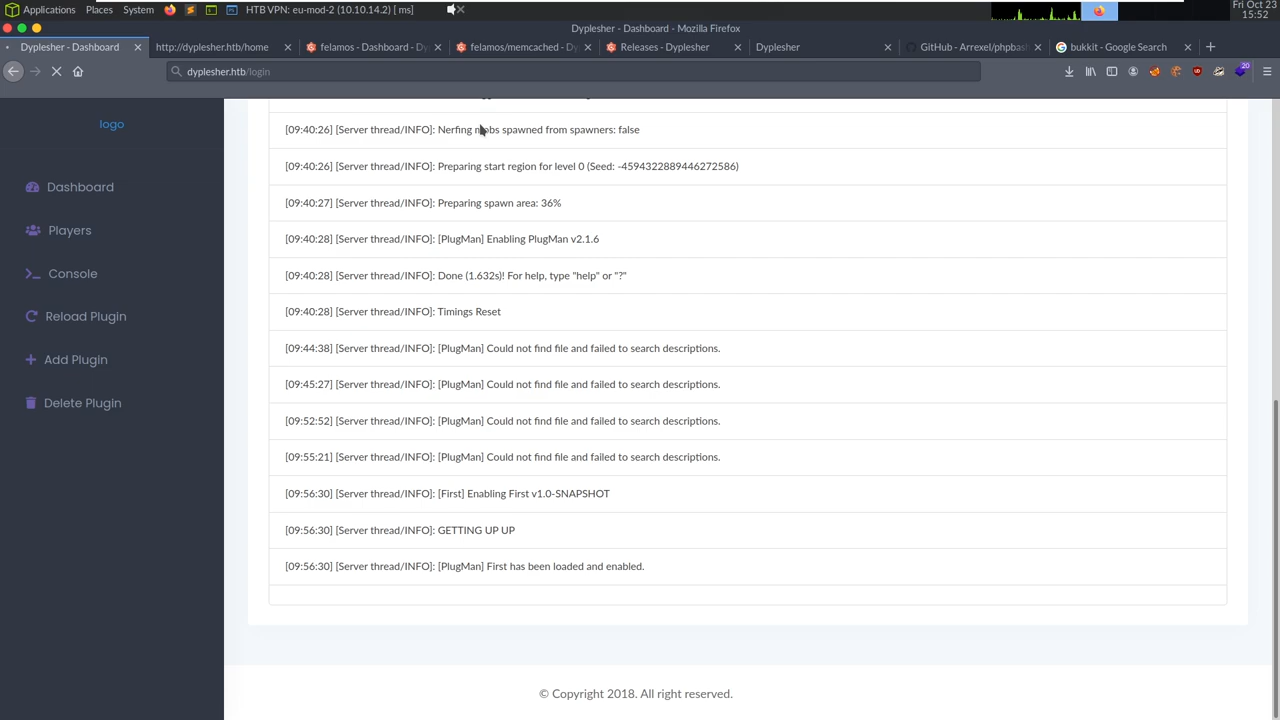 Applications Places System HTB VPN: eu-mod-2 (10.10.14.2) [ms]
Fri Oct 23
15:52
Dyplesher - Dashboard - Mozilla Firefox
Dyplesher - Dashboard
http://dyplesher.htb/home
felamos - Dashboard - Dy
felamos/memcached - Dy
Releases - Dyplesher
Dyplesher
GitHub - Arrexel/phpbas
bukkit - Google Search
dyplesher.htb/login
20
logo
Dashboard
Players
Console
Reload Plugin
Add Plugin
Delete Plugin
[09:40:26] [Server thread/INFO]: Nerfing mobs spawned from spawners: false
[09:40:26] [Server thread/INFO]: Preparing start region for level 0 (Seed: -4594322889446272586)
[09:40:27] [Server thread/INFO]: Preparing spawn area: 36%
[09:40:28] [Server thread/INFO]: [PlugMan] Enabling PlugMan v2.1.6
[09:40:28] [Server thread/INFO]: Done (1.632s)! For help, type "help" or "?"
[09:40:28] [Server thread/INFO]: Timings Reset
[09:44:38] [Server thread/INFO]: [PlugMan] Could not find file and failed to search descriptions.
[09:45:27] [Server thread/INFO]: [PlugMan] Could not find file and failed to search descriptions.
[09:52:52] [Server thread/INFO]: [PlugMan] Could not find file and failed to search descriptions.
[09:55:21] [Server thread/INFO]: [PlugMan] Could not find file and failed to search descriptions.
[09:56:30] [Server thread/INFO]: [First] Enabling First v1.0-SNAPSHOT
[09:56:30] [Server thread/INFO]: GETTING UP UP
[09:56:30] [Server thread/INFO]: [PlugMan] First has been loaded and enabled.
© Copyright 2018. All right reserved.